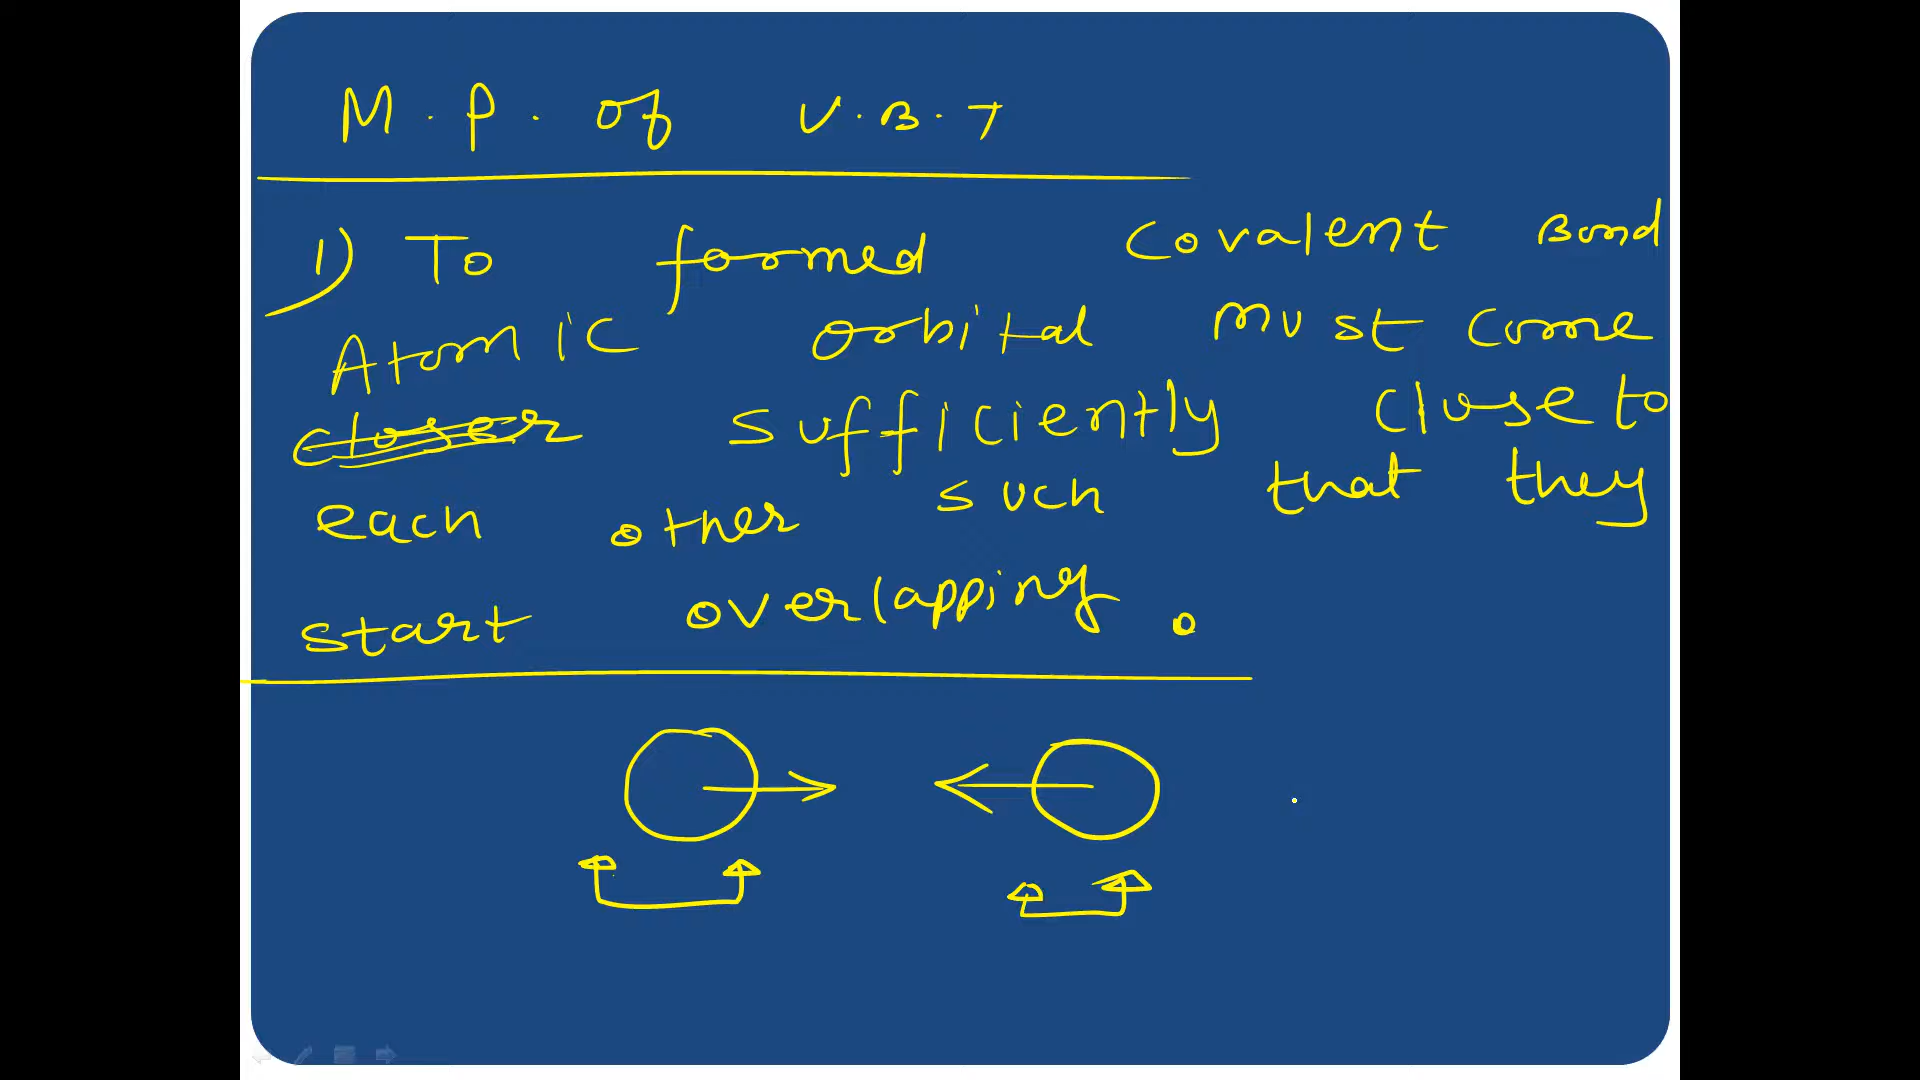 M.P. of V.B.T
1) To formed Covalent Bond
Atomic orbital must come
closer sufficiently close to
each other such that they
start overlapping.